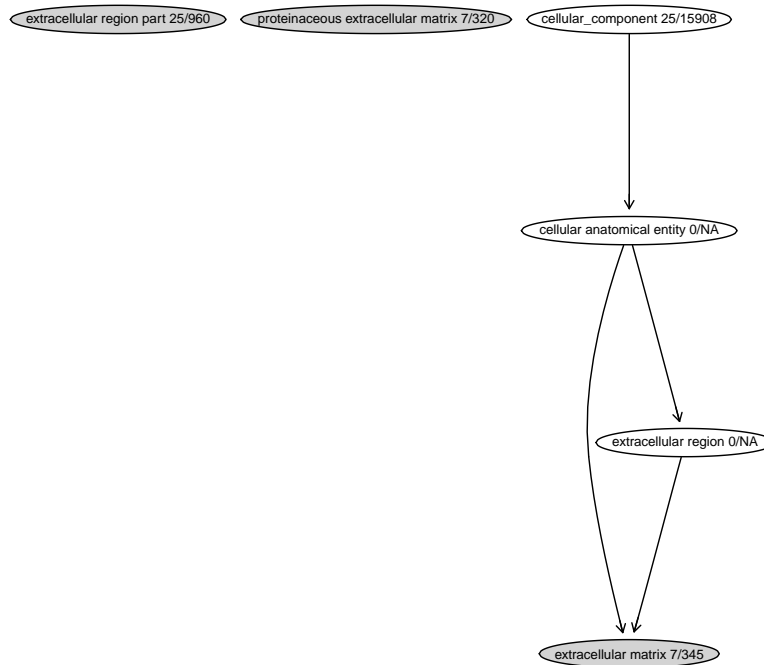 extracellular region part 25/960
proteinaceous extracellular matrix 7/320
cellular_component 25/15908
cellular anatomical entity 0/NA
extracellular region 0/NA
extracellular matrix 7/345